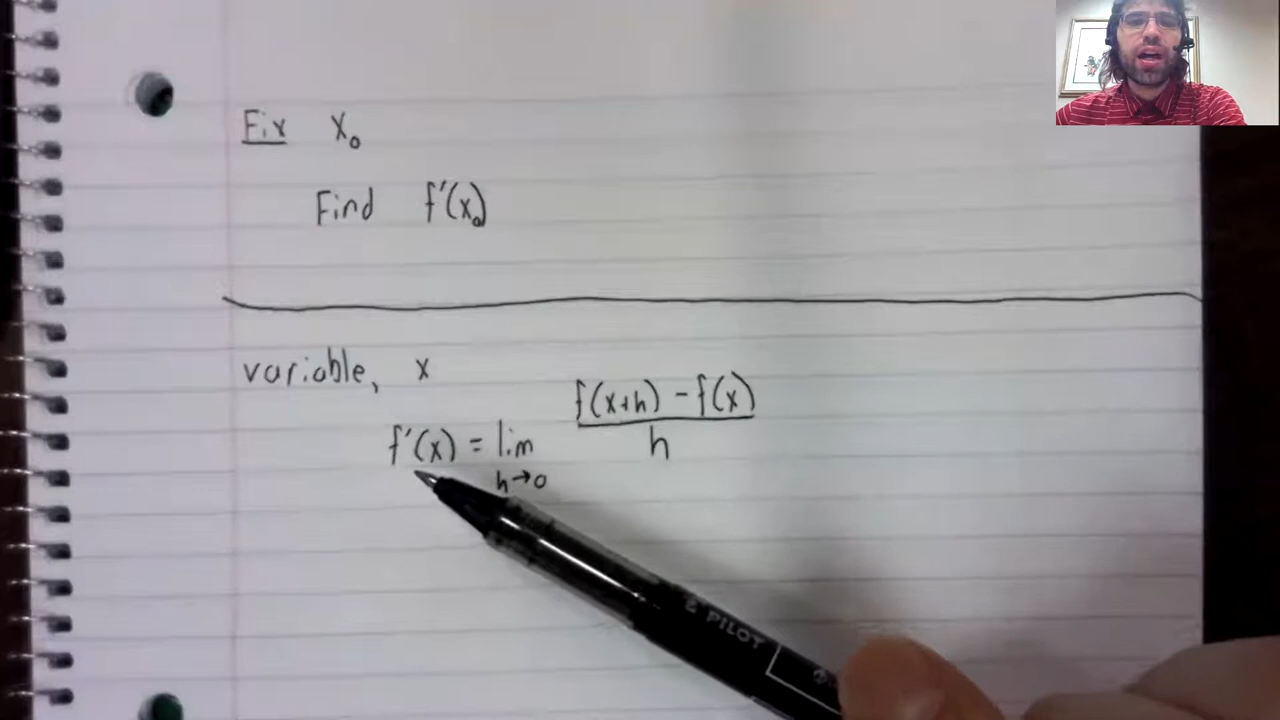 Fix x₀
Find f'(x₀)
variable, x
f'(x) = lim h→0 (f(x+h) - f(x))/h
PILOT